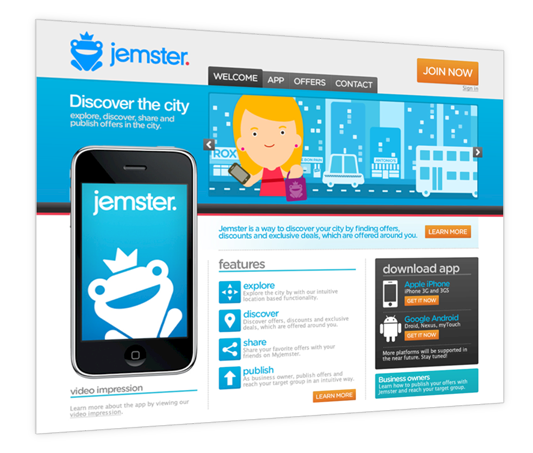 jemster.
JOIN NOW
Sign in
WELCOME
APP
OFFERS
CONTACT
Discover the city
explore, discover, share and
publish offers in the city.
ROX
jemster.
Jemster is a way to discover your city by finding offers,
discounts and exclusive deals, which are offered around you.
LEARN MORE
features
explore
Explore the city by with our intuitive
location based functionality.
discover
Discover offers, discounts and exclusive
deals, which are offered around you.
share
Share your favorite offers with your
friends on MyJemster.
publish
As business owner, publish offers and
reach your target group in an intuitive way.
LEARN MORE
download app
Apple iPhone
iPhone 3G and 3GS
GET IT NOW
Google Android
Droid, Nexus, myTouch
GET IT NOW
More platforms will be supported in
the near future. Stay tuned!
Business owners
Learn how to publish your offers with
Jemster and reach your target group.
video impression
Learn more about the app by viewing our
video impression.